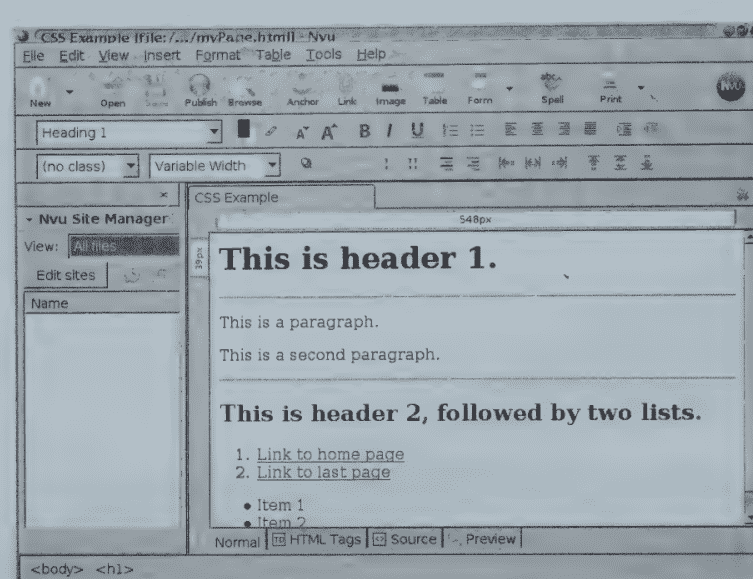 CSS Example [file:/.../myPage.html] - Nvu
File Edit View Insert Format Table Tools Help
New Open Save Publish Browse Anchor Link Image Table Form Spell Print
Nvu
Heading 1
A A B I U
(no class) Variable Width
! !!
CSS Example
Nvu Site Manager
548px
View: All files
39px
Edit sites
Name
This is header 1.
This is a paragraph.
This is a second paragraph.
This is header 2, followed by two lists.
1. Link to home page
2. Link to last page
• Item 1
• Item 2
Normal TD HTML Tags <> Source Preview
<body> <h1>